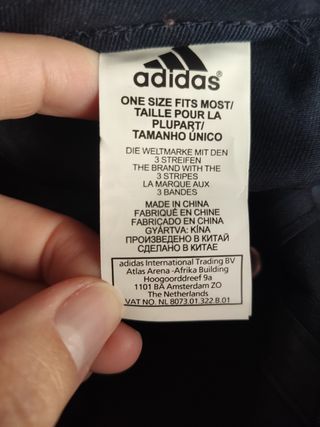 adidas®
ONE SIZE FITS MOST/
TAILLE POUR LA
PLUPART/
TAMANHO ÚNICO
DIE WELTMARKE MIT DEN
3 STREIFEN
THE BRAND WITH THE
3 STRIPES
LA MARQUE AUX
3 BANDES
MADE IN CHINA
FABRIQUÉ EN CHINE
FABRICADO EN CHINA
GYÁRTVA: KÍNA
ПРОИЗВЕДЕНО В КИТАЙ
СДЕЛАНО В КИТАЕ
adidas International Trading BV
Atlas Arena -Afrika Building
Hoogoorddreef 9a
1101 BA Amsterdam ZO
The Netherlands
VAT NO. NL 8073.01.322.B.01